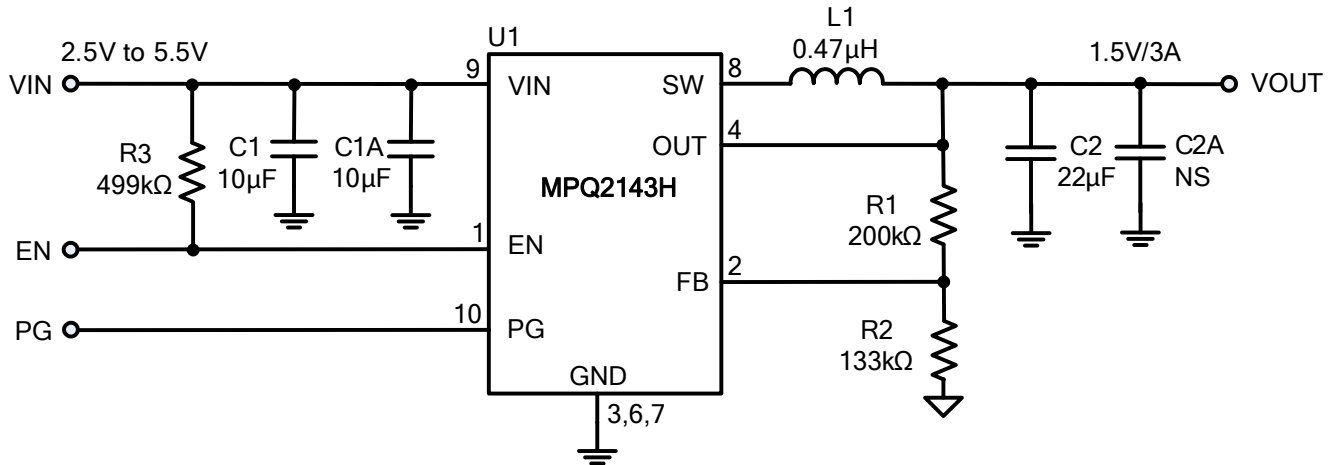 U1
L1
0.47µH
2.5V to 5.5V
1.5V/3A
VIN
9
VIN
SW
8
VOUT
R3
499kΩ
C1
10µF
C1A
10µF
OUT
4
C2
22µF
C2A
NS
MPQ2143H
R1
200kΩ
EN
1
EN
FB
2
PG
10
PG
R2
133kΩ
GND
3,6,7